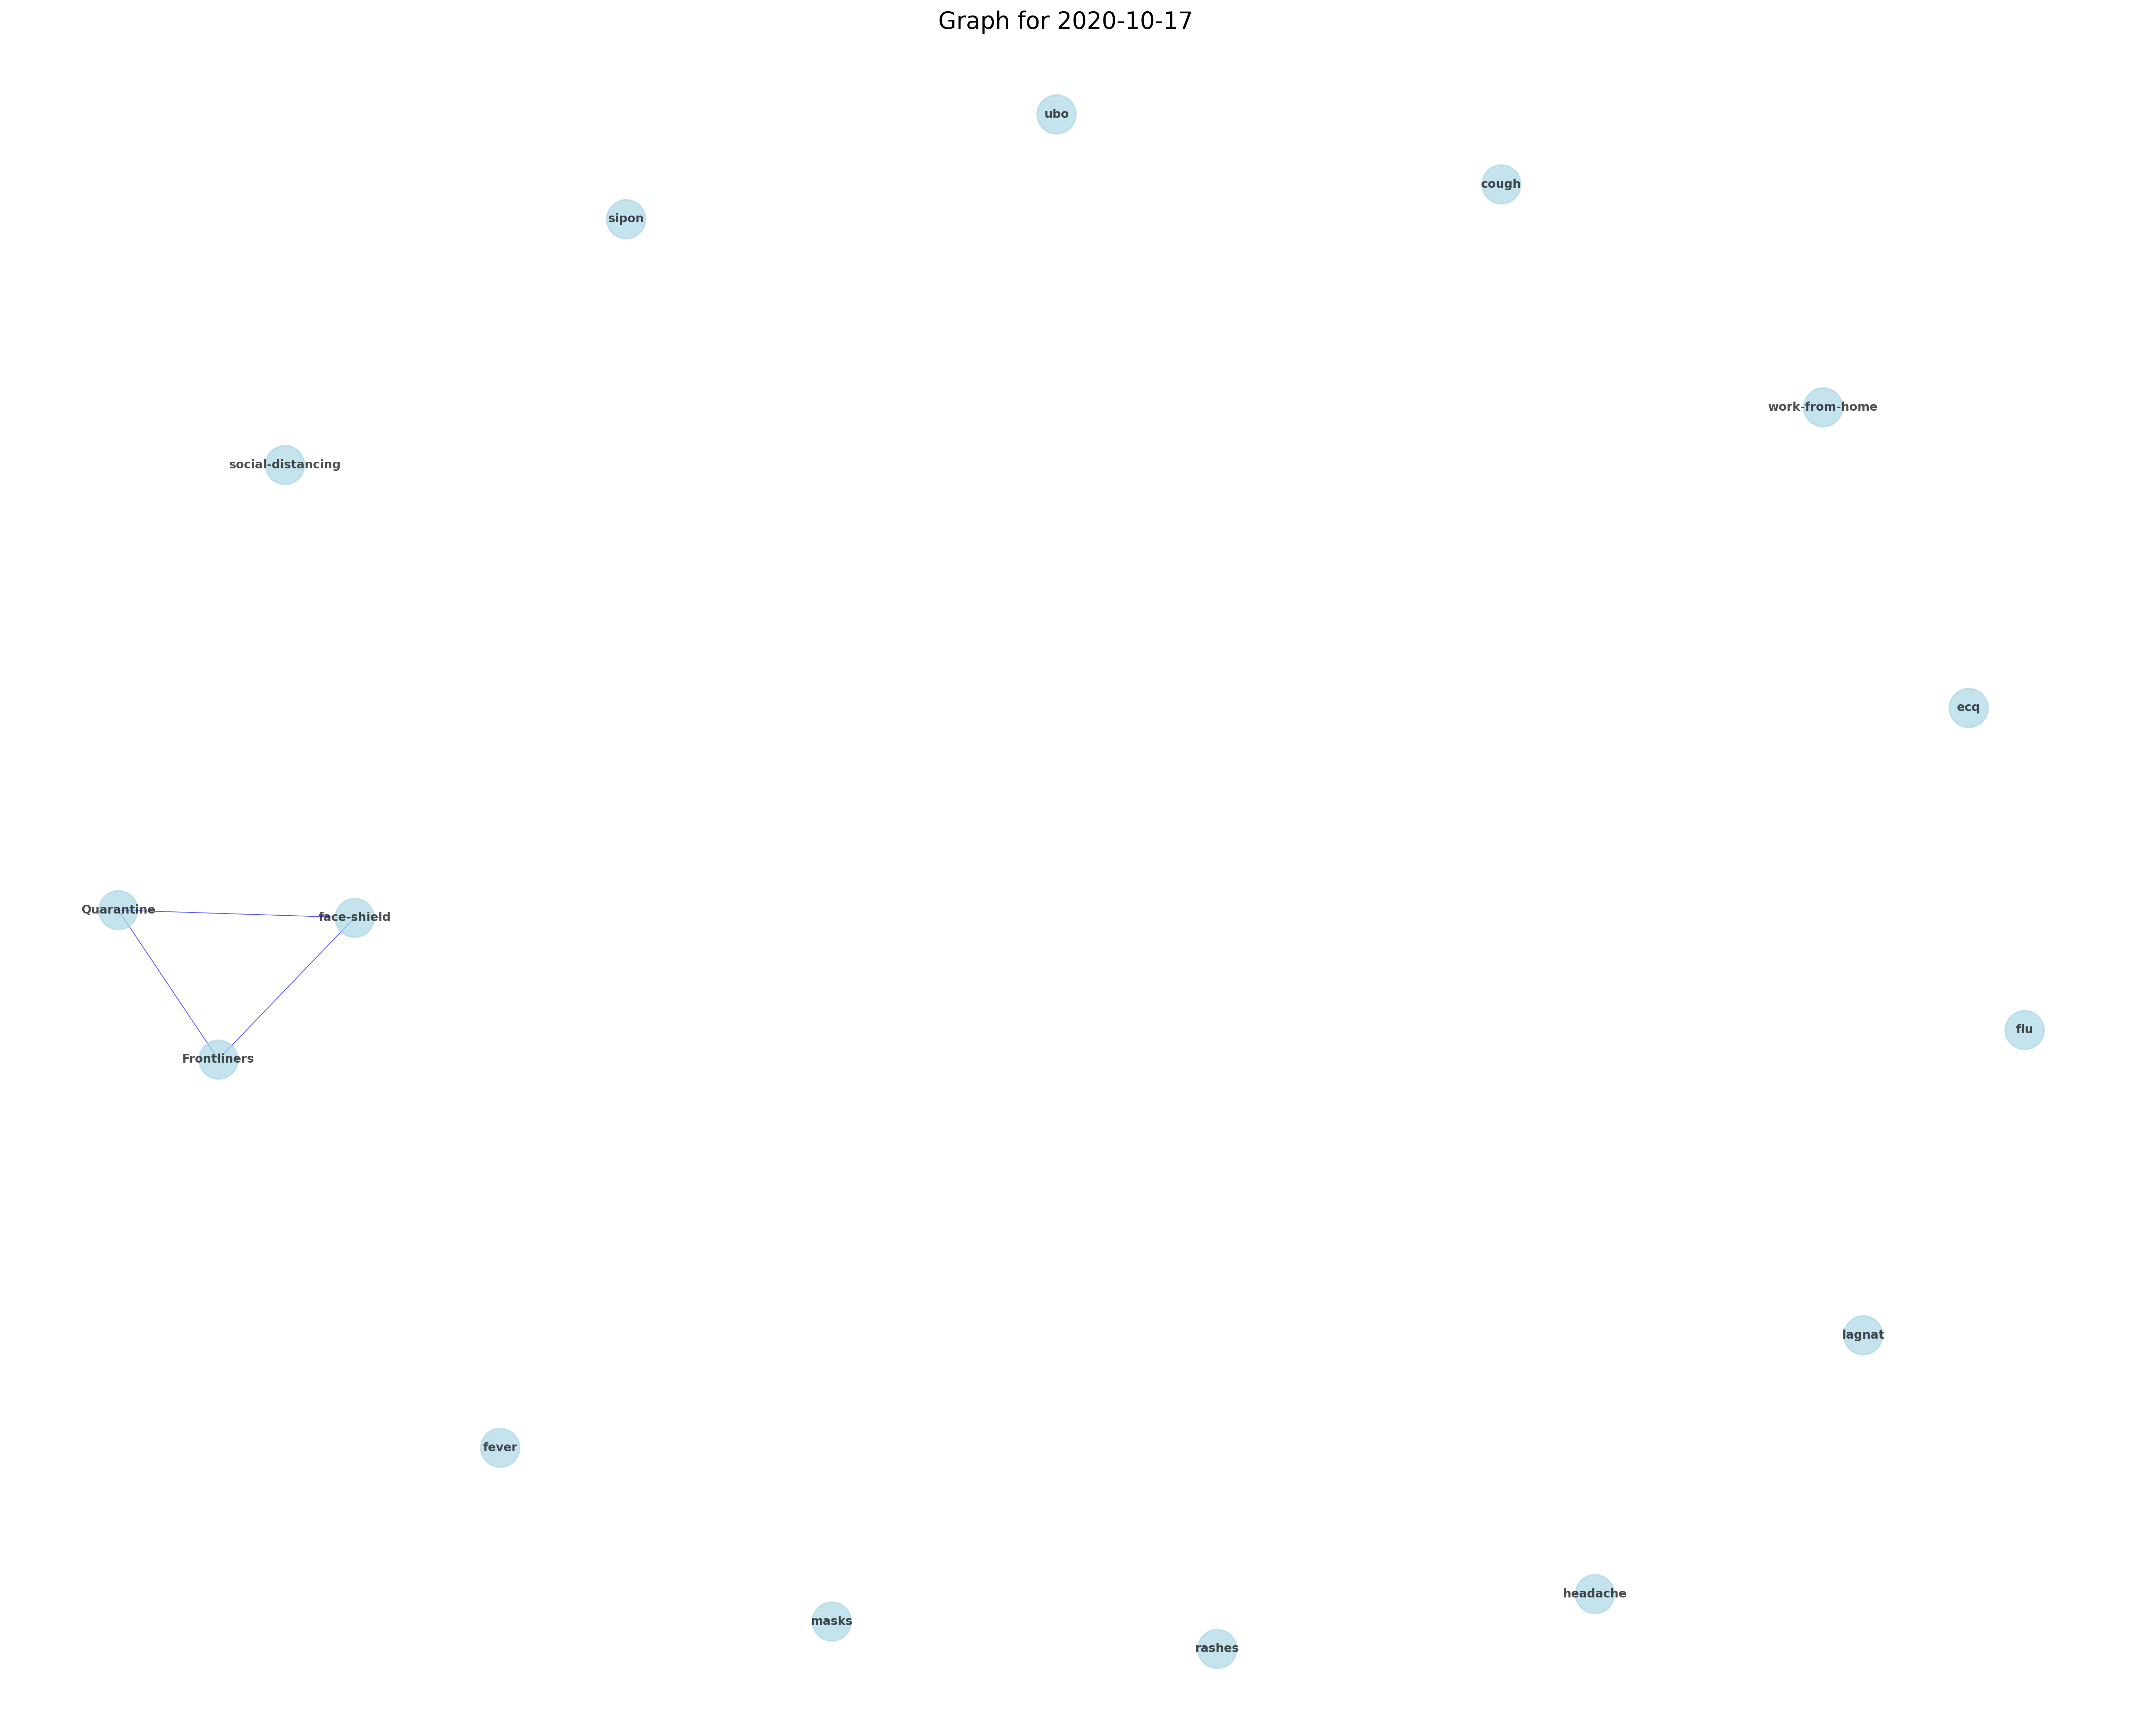 Graph for 2020-10-17
ubo
cough
sipon
work-from-home
social-distancing
ecq
Quarantine
face-shield
flu
Frontliners
lagnat
fever
headache
masks
rashes